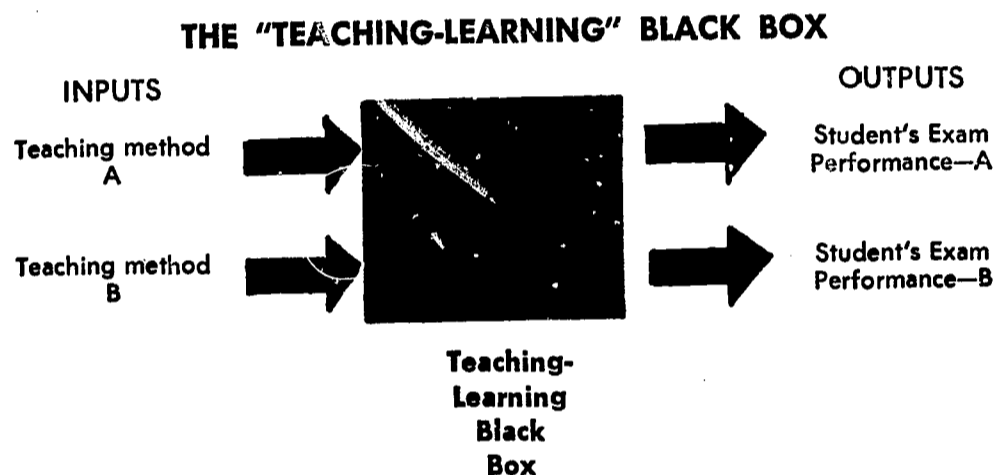 THE "TEACHING-LEARNING" BLACK BOX
INPUTS
OUTPUTS
Teaching method
A
Student's Exam
Performance—A
Teaching method
B
Student's Exam
Performance—B
Teaching-
Learning
Black
Box